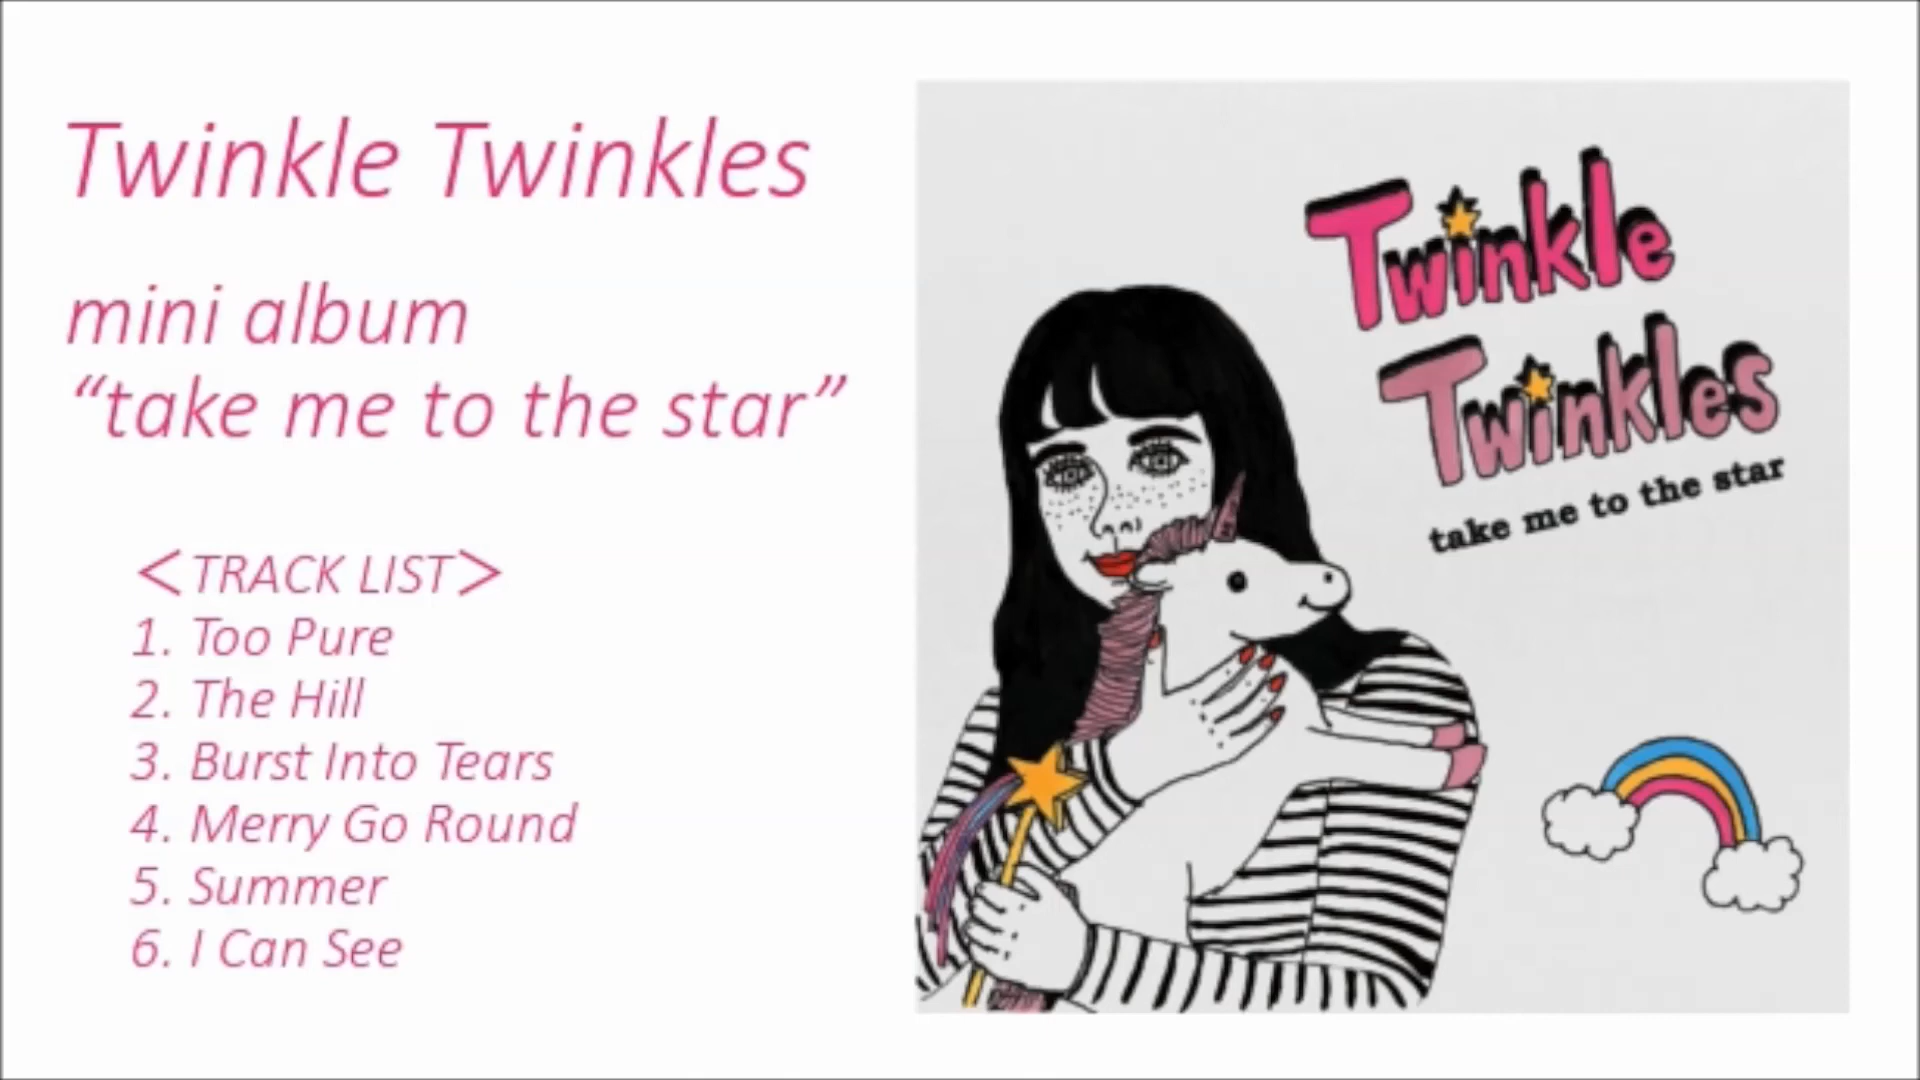 Twinkle Twinkles
mini album
“take me to the star”
＜TRACK LIST＞
1. Too Pure
2. The Hill
3. Burst Into Tears
4. Merry Go Round
5. Summer
6. I Can See
Twinkle
Twinkles
take me to the star